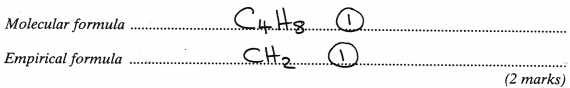 Molecular formula C₄H₈ ①
Empirical formula CH₂ ①
(2 marks)